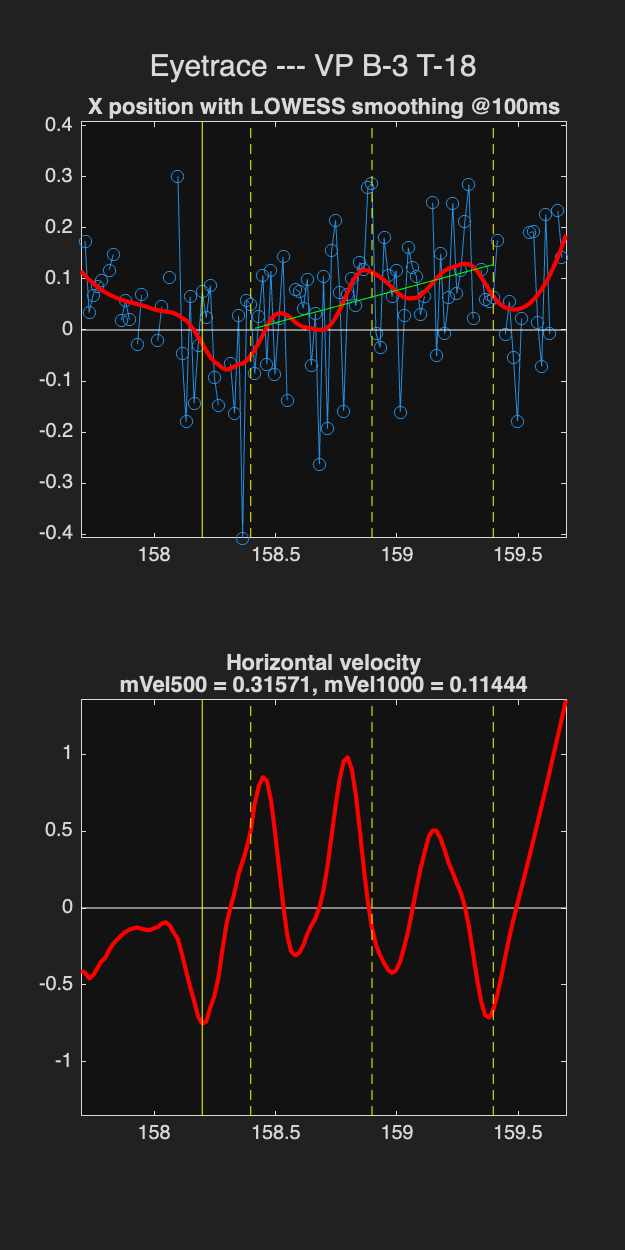 Eyetrace --- VP B-3 T-18
X position with LOWESS smoothing @100ms
0.4
0.3
0.2
0.1
0
-0.1
-0.2
-0.3
-0.4
158 158.5 159 159.5
Horizontal velocity
mVel500 = 0.31571, mVel1000 = 0.11444
1
0.5
0
-0.5
-1
158 158.5 159 159.5